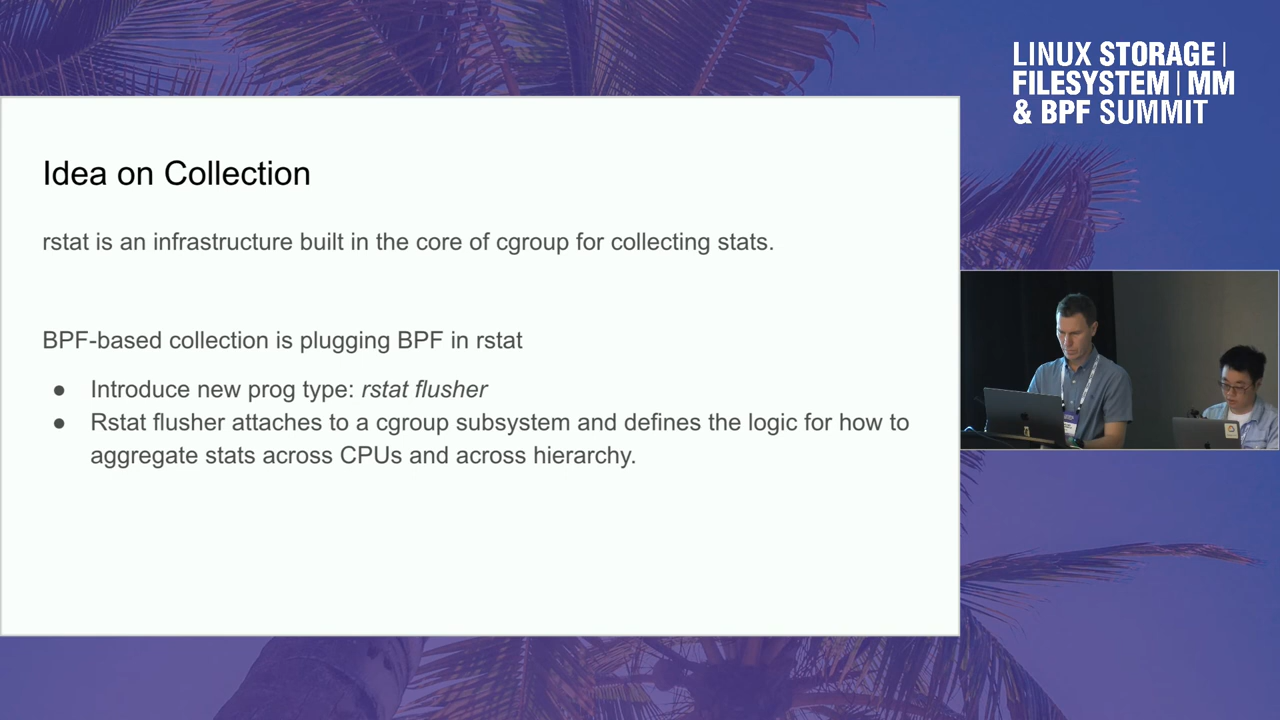 LINUX STORAGE |
FILESYSTEM | MM
& BPF SUMMIT
Idea on Collection
rstat is an infrastructure built in the core of cgroup for collecting stats.
BPF-based collection is plugging BPF in rstat
● Introduce new prog type: rstat flusher
● Rstat flusher attaches to a cgroup subsystem and defines the logic for how to
aggregate stats across CPUs and across hierarchy.